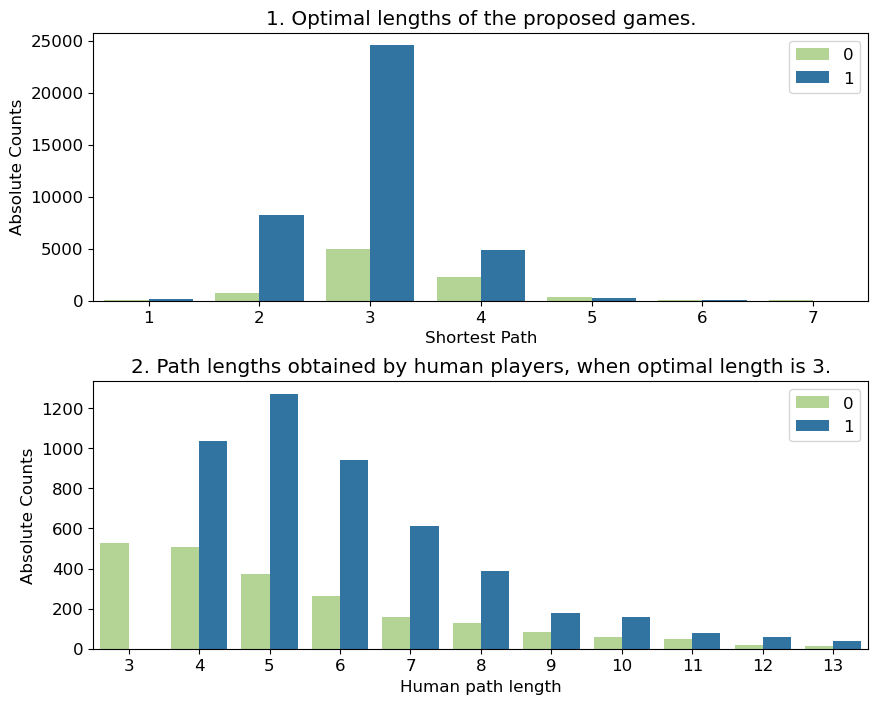 1. Optimal lengths of the proposed games.
25000
20000
15000
10000
5000
0
Absolute Counts
0
1
1 2 3 4 5 6 7
Shortest Path
2. Path lengths obtained by human players, when optimal length is 3.
1200
1000
800
600
400
200
0
Absolute Counts
0
1
3 4 5 6 7 8 9 10 11 12 13
Human path length